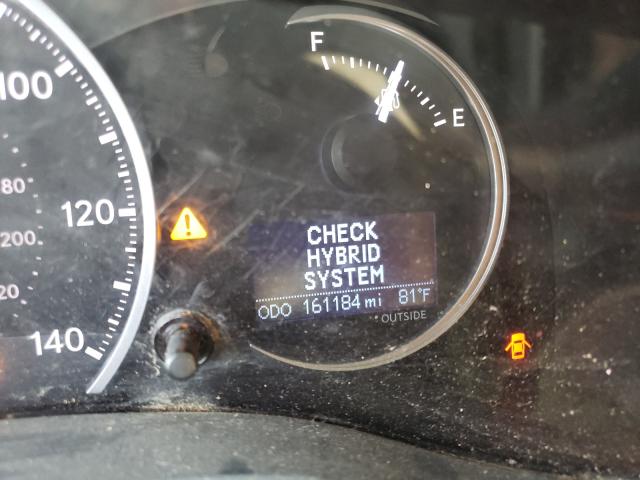 F
E
100
80
120
200
20
140
CHECK
HYBRID
SYSTEM
ODO 161184 mi 81°F
OUTSIDE